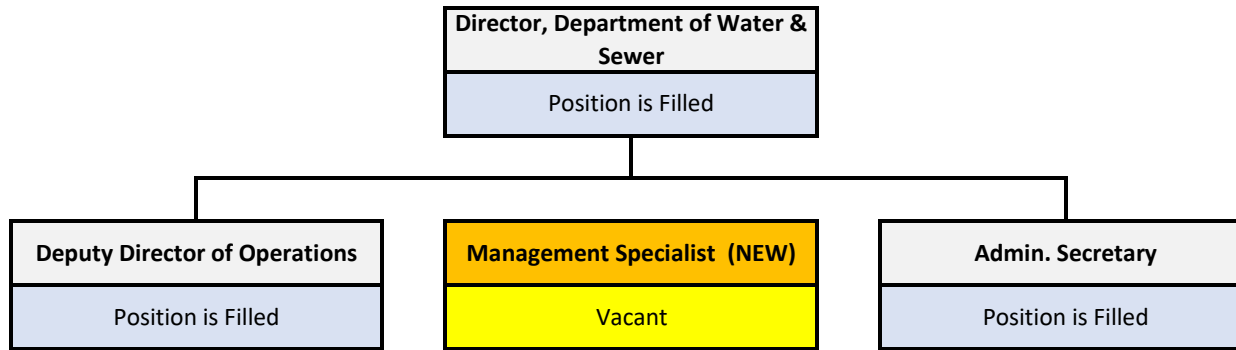 Director, Department of Water &
Sewer
Position is Filled
Deputy Director of Operations
Position is Filled
Management Specialist  (NEW)
Vacant
Admin. Secretary
Position is Filled